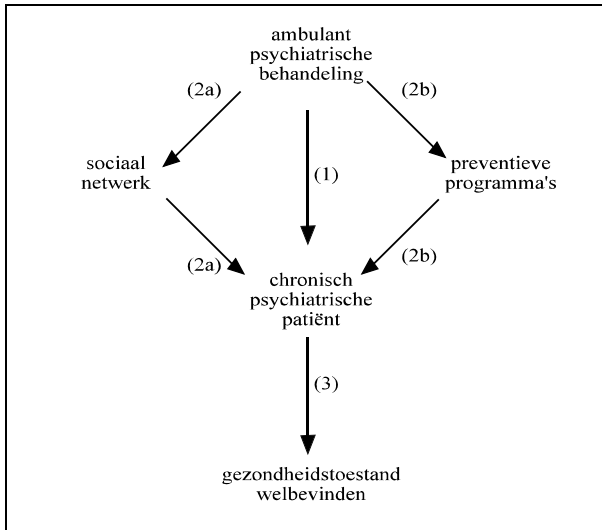 ambulant
psychiatrische
behandeling
(2a)
(2b)
sociaal
netwerk
(1)
preventieve
programma's
(2a)
(2b)
chronisch
psychiatrische
patiënt
(3)
gezondheidstoestand
welbevinden